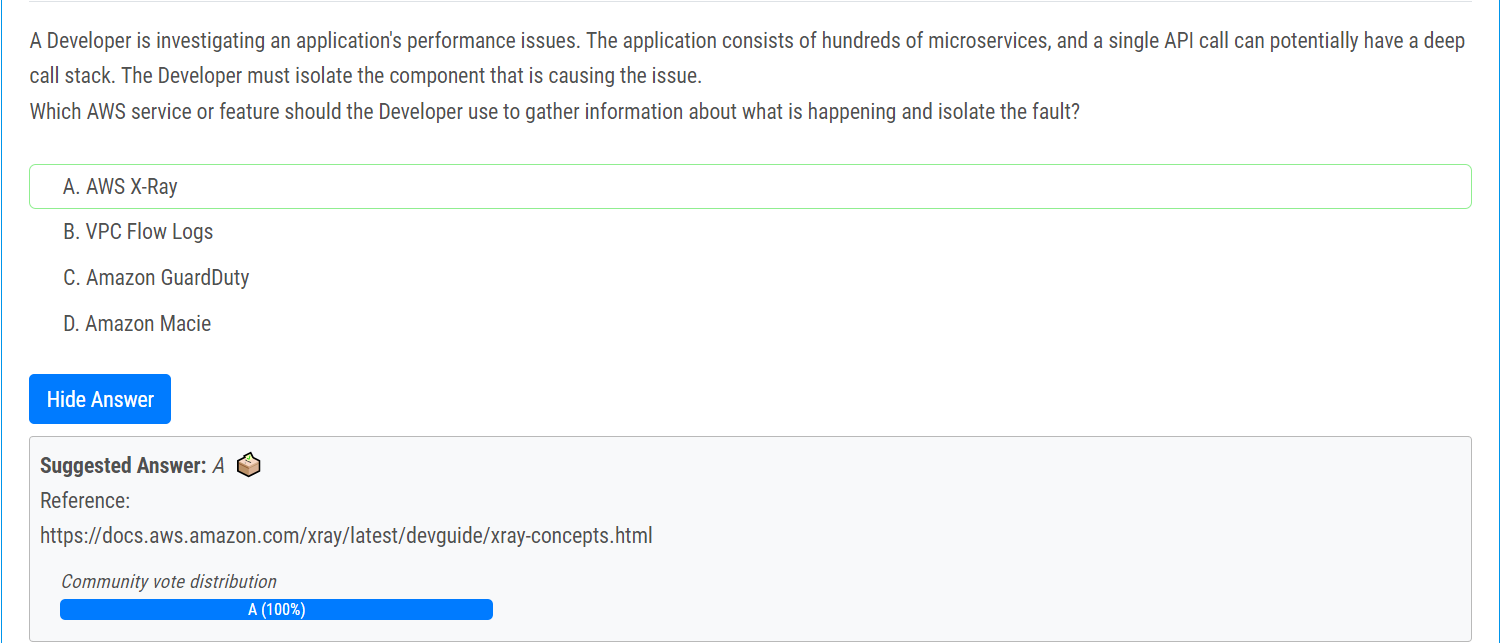 A Developer is investigating an application's performance issues. The application consists of hundreds of microservices, and a single API call can potentially have a deep
call stack. The Developer must isolate the component that is causing the issue.
Which AWS service or feature should the Developer use to gather information about what is happening and isolate the fault?
A. AWS X-Ray
B. VPC Flow Logs
C. Amazon GuardDuty
D. Amazon Macie
Hide Answer
Suggested Answer: A
Reference:
https://docs.aws.amazon.com/xray/latest/devguide/xray-concepts.html
Community vote distribution
A (100%)